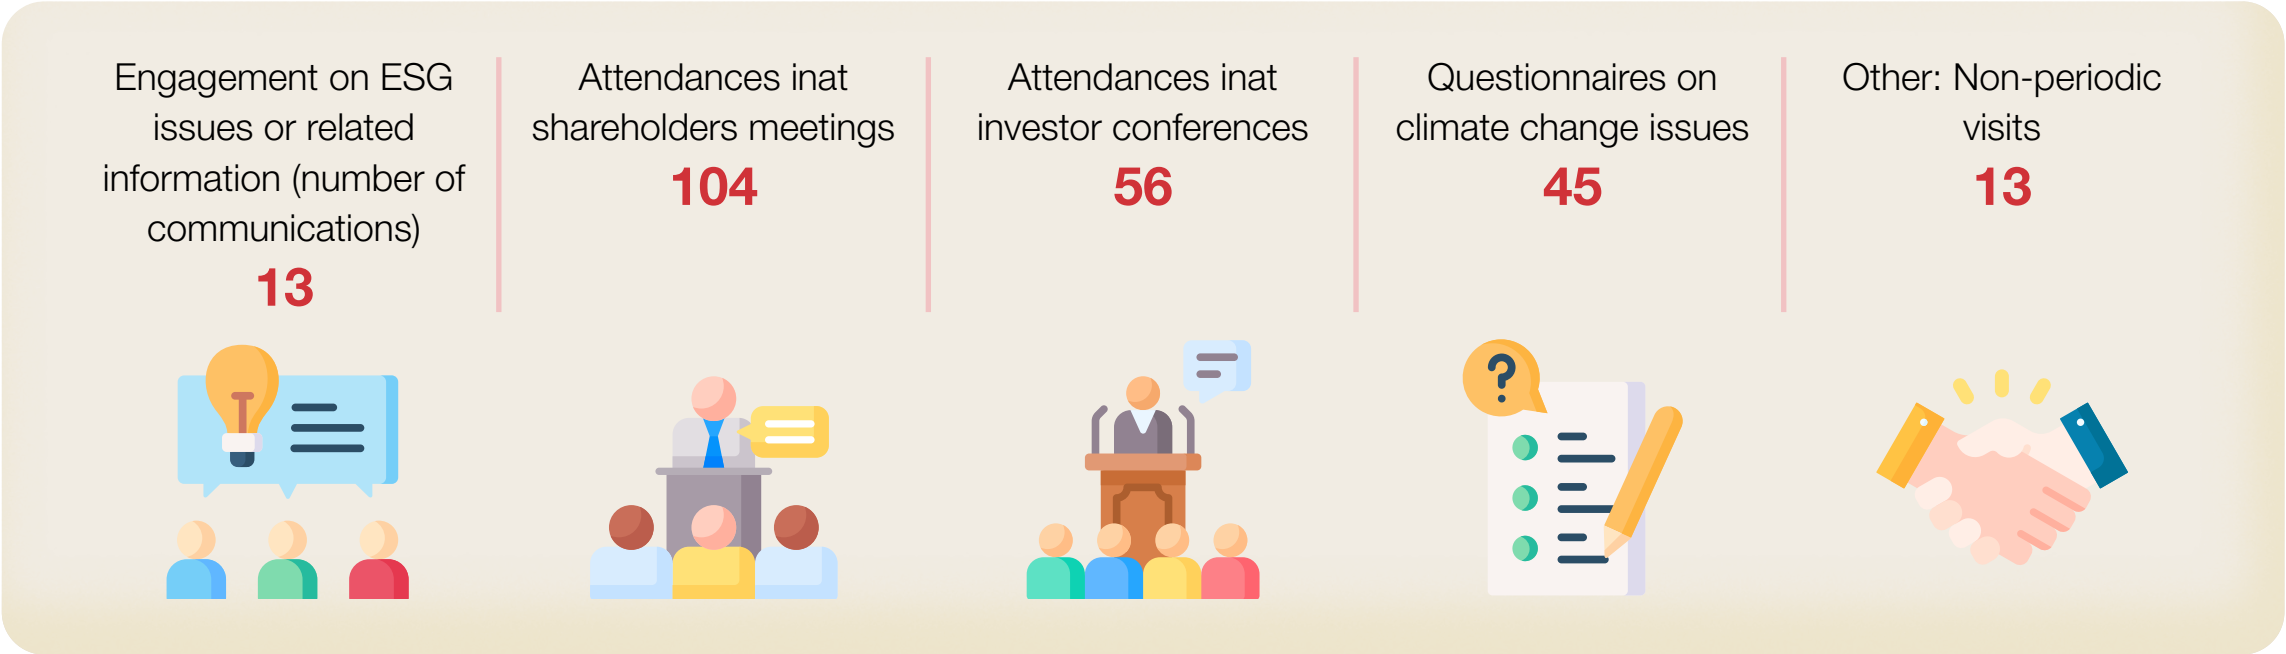 Engagement on ESG
issues or related
information (number of
communications)
13
Attendances inat
shareholders meetings
104
Attendances inat
investor conferences
56
Questionnaires on
climate change issues
45
Other: Non-periodic
visits
13
?